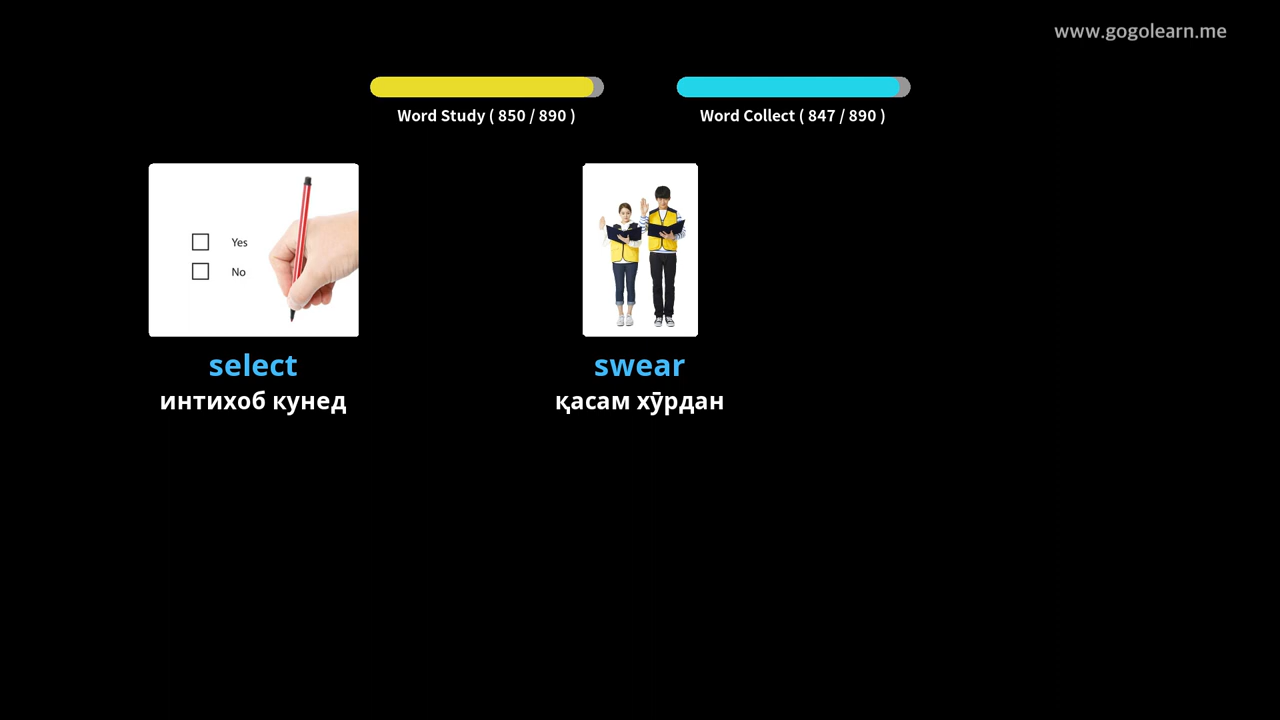 www.gogolearn.me
Word Study ( 850 / 890 )
Word Collect ( 847 / 890 )
Yes
No
select
интихоб кунед
swear
қасам хӯрдан